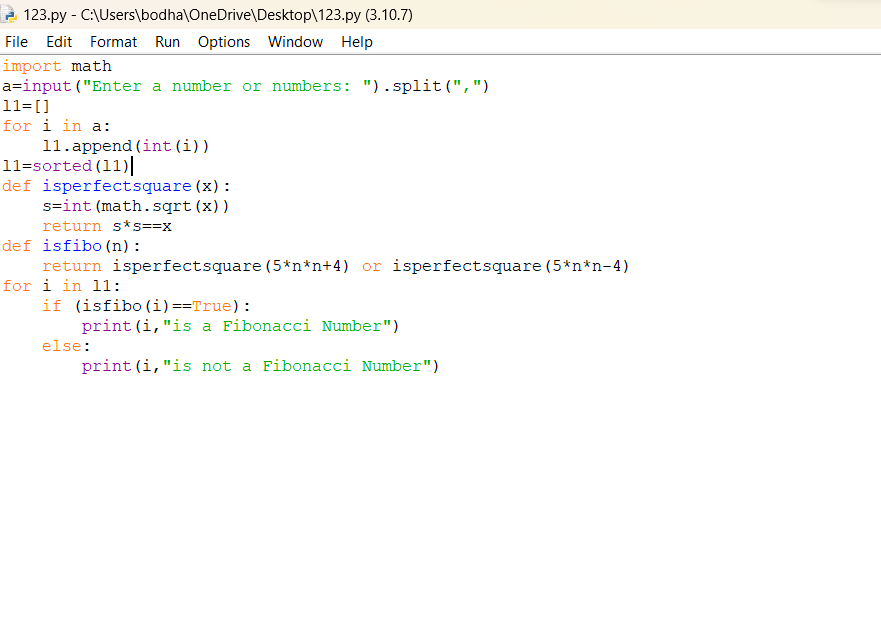 123.py - C:\Users\bodha\OneDrive\Desktop\123.py (3.10.7)
File Edit Format Run Options Window Help
import math
a=input("Enter a number or numbers: ").split(",")
l1=[]
for i in a:
    l1.append(int(i))
l1=sorted(l1)
def isperfectsquare(x):
    s=int(math.sqrt(x))
    return s*s==x
def isfibo(n):
    return isperfectsquare(5*n*n+4) or isperfectsquare(5*n*n-4)
for i in l1:
    if (isfibo(i)==True):
        print(i,"is a Fibonacci Number")
    else:
        print(i,"is not a Fibonacci Number")